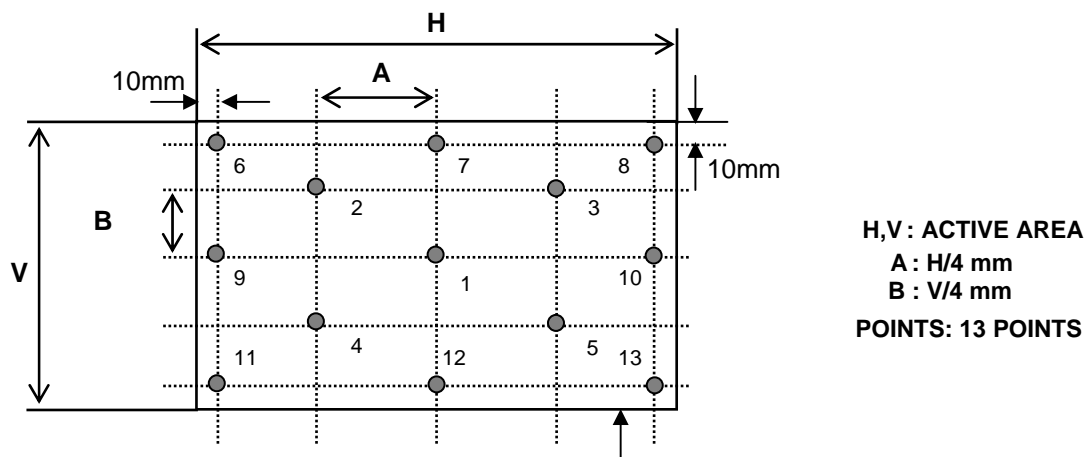 H
10mm
A
6
7
8
10mm
2
3
B
H,V : ACTIVE AREA
V
9
1
10
A : H/4 mm
B : V/4 mm
POINTS: 13 POINTS
4
5
11
12
13